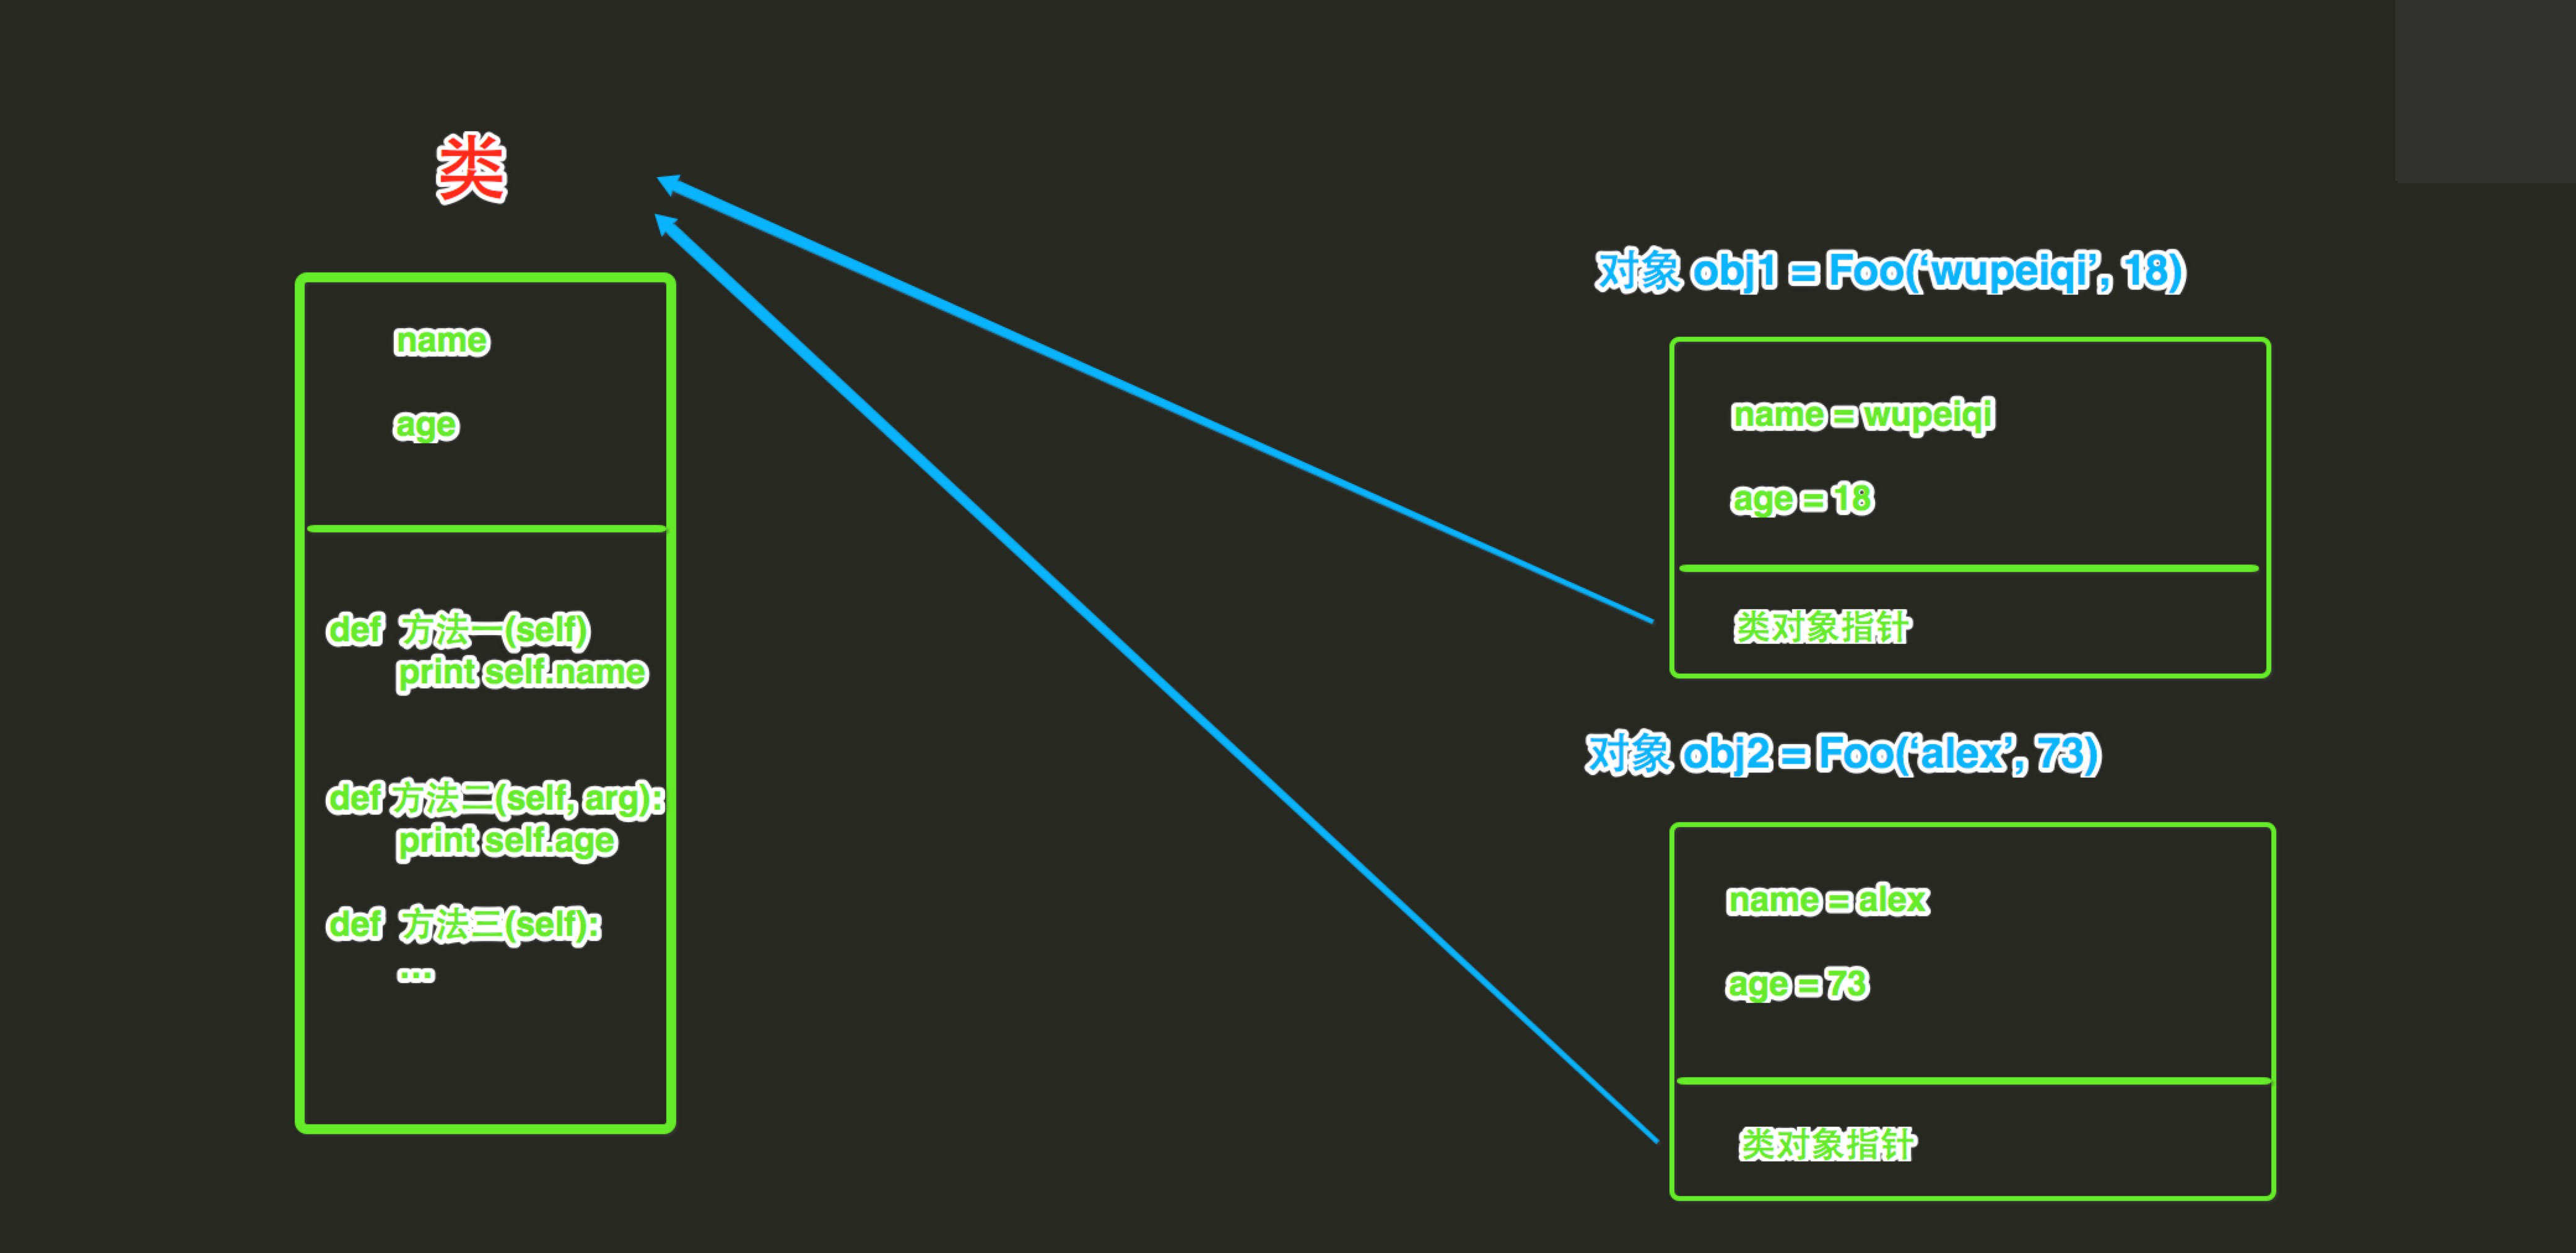 类
name
age
def 方法一(self)
print self.name
def 方法二(self, arg):
print self.age
def 方法三(self):
...
对象 obj1 = Foo(‘wupeiqi’, 18)
name = wupeiqi
age = 18
类对象指针
对象 obj2 = Foo(‘alex’, 73)
name = alex
age = 73
类对象指针